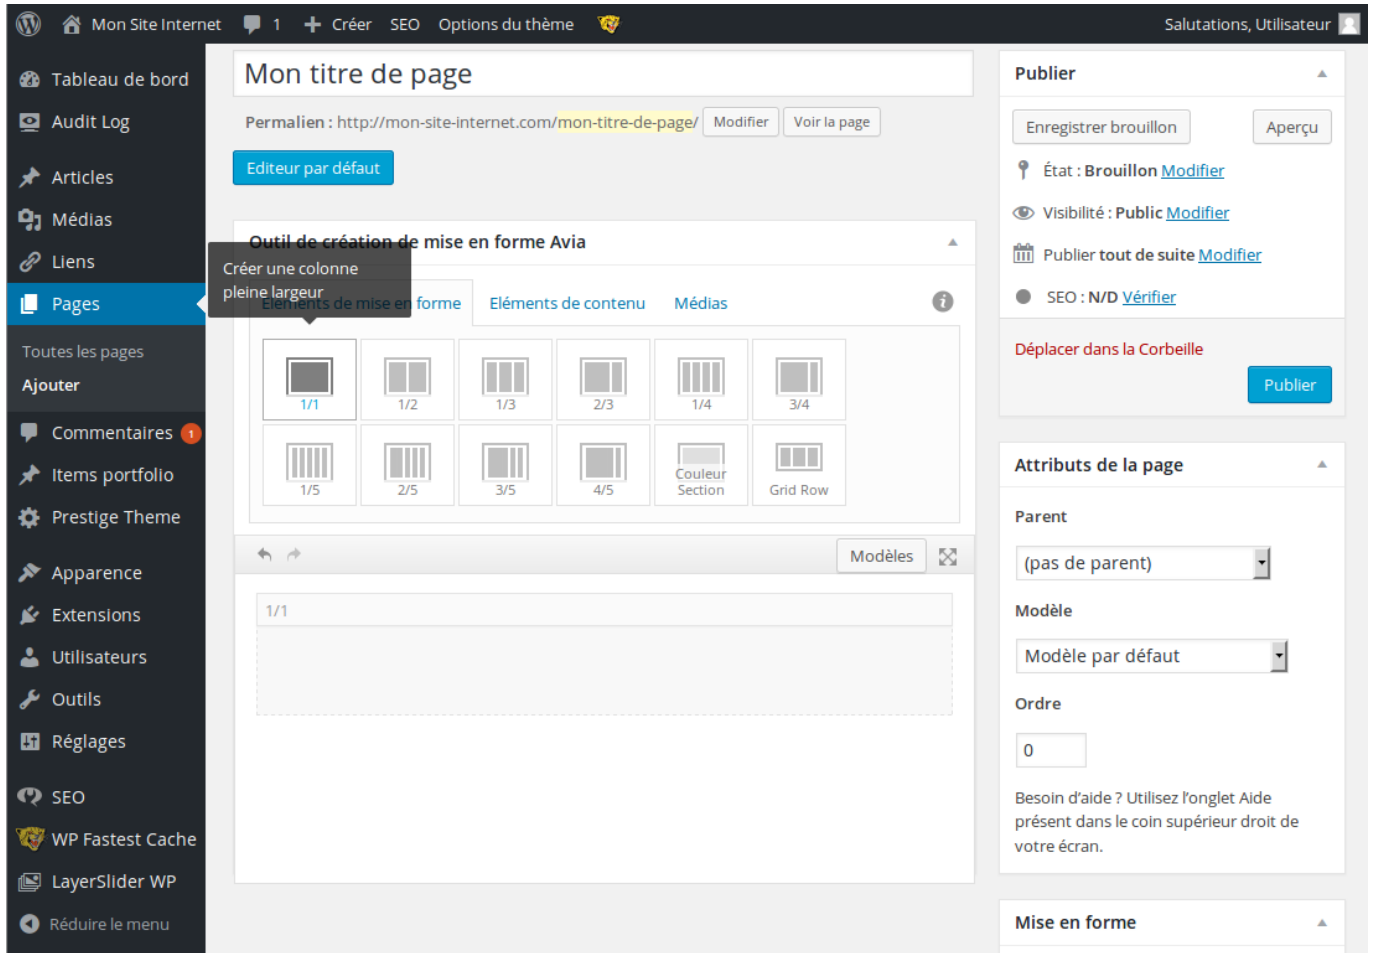 Mon Site Internet 1 Créer SEO Options du thème Salutations, Utilisateur
Tableau de bord
Audit Log
Articles
Médias
Liens
Pages
Toutes les pages
Ajouter
Commentaires 1
Items portfolio
Prestige Theme
Apparence
Extensions
Utilisateurs
Outils
Réglages
SEO
WP Fastest Cache
LayerSlider WP
Réduire le menu
Mon titre de page
Permalien : http://mon-site-internet.com/mon-titre-de-page/ Modifier Voir la page
Editeur par défaut
Outil de création de mise en forme Avia
Créer une colonne
pleine largeur
Eléments de mise en forme Eléments de contenu Médias
1/1 1/2 1/3 2/3 1/4 3/4
1/5 2/5 3/5 4/5 Couleur
Section Grid Row
Modèles
1/1
Publier
Enregistrer brouillon Aperçu
État : Brouillon Modifier
Visibilité : Public Modifier
Publier tout de suite Modifier
SEO : N/D Vérifier
Déplacer dans la Corbeille
Publier
Attributs de la page
Parent
(pas de parent)
Modèle
Modèle par défaut
Ordre
0
Besoin d'aide ? Utilisez l'onglet Aide
présent dans le coin supérieur droit de
votre écran.
Mise en forme